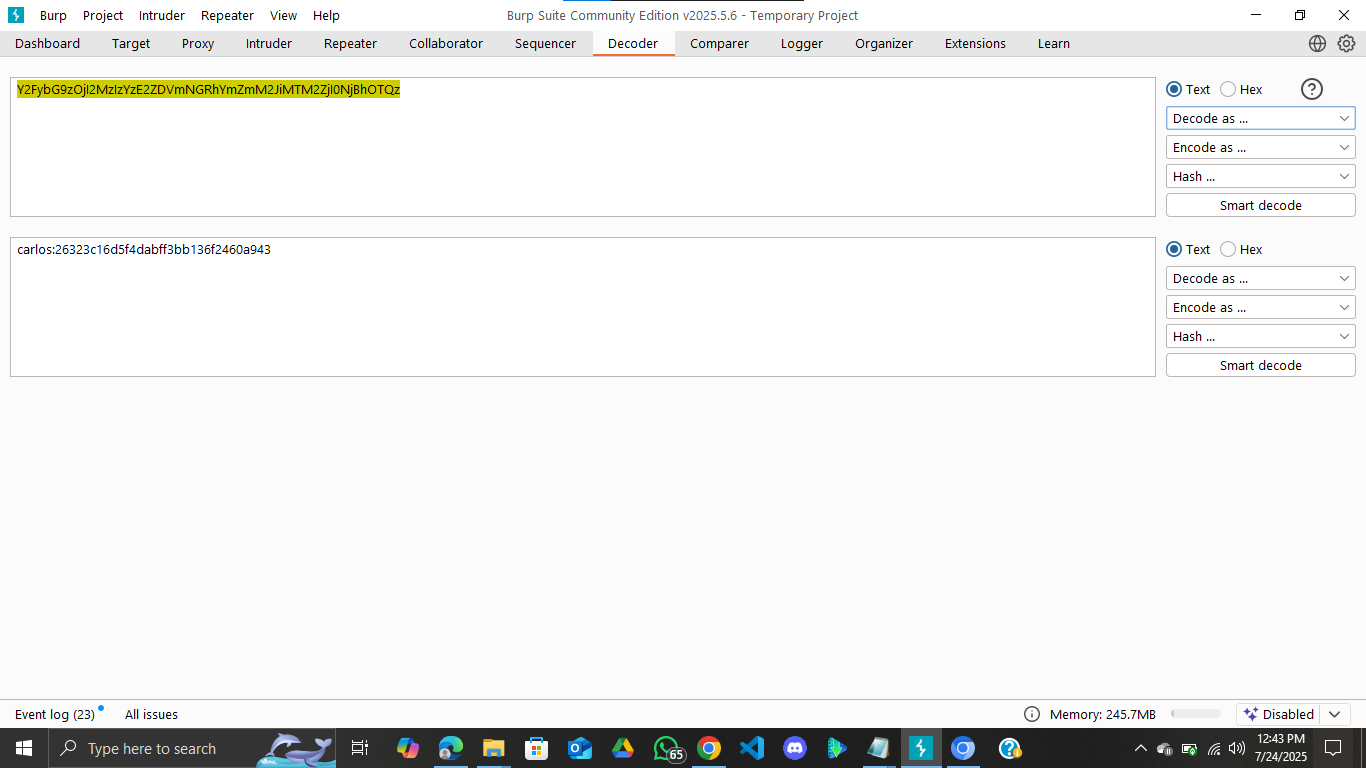 Burp Project Intruder Repeater View Help Burp Suite Community Edition v2025.5.6 - Temporary Project
Dashboard Target Proxy Intruder Repeater Collaborator Sequencer Decoder Comparer Logger Organizer Extensions Learn
Y2FybG9zOjI2MzIzYzE2ZDVmNGRhYmZmM2JiMTM2ZjI0NjBhOTQz
Text Hex ?
Decode as ...
Encode as ...
Hash ...
Smart decode
carlos:26323c16d5f4dabff3bb136f2460a943
Text Hex
Decode as ...
Encode as ...
Hash ...
Smart decode
Event log (23) All issues Memory: 245.7MB Disabled
Type here to search 65 12:43 PM
7/24/2025